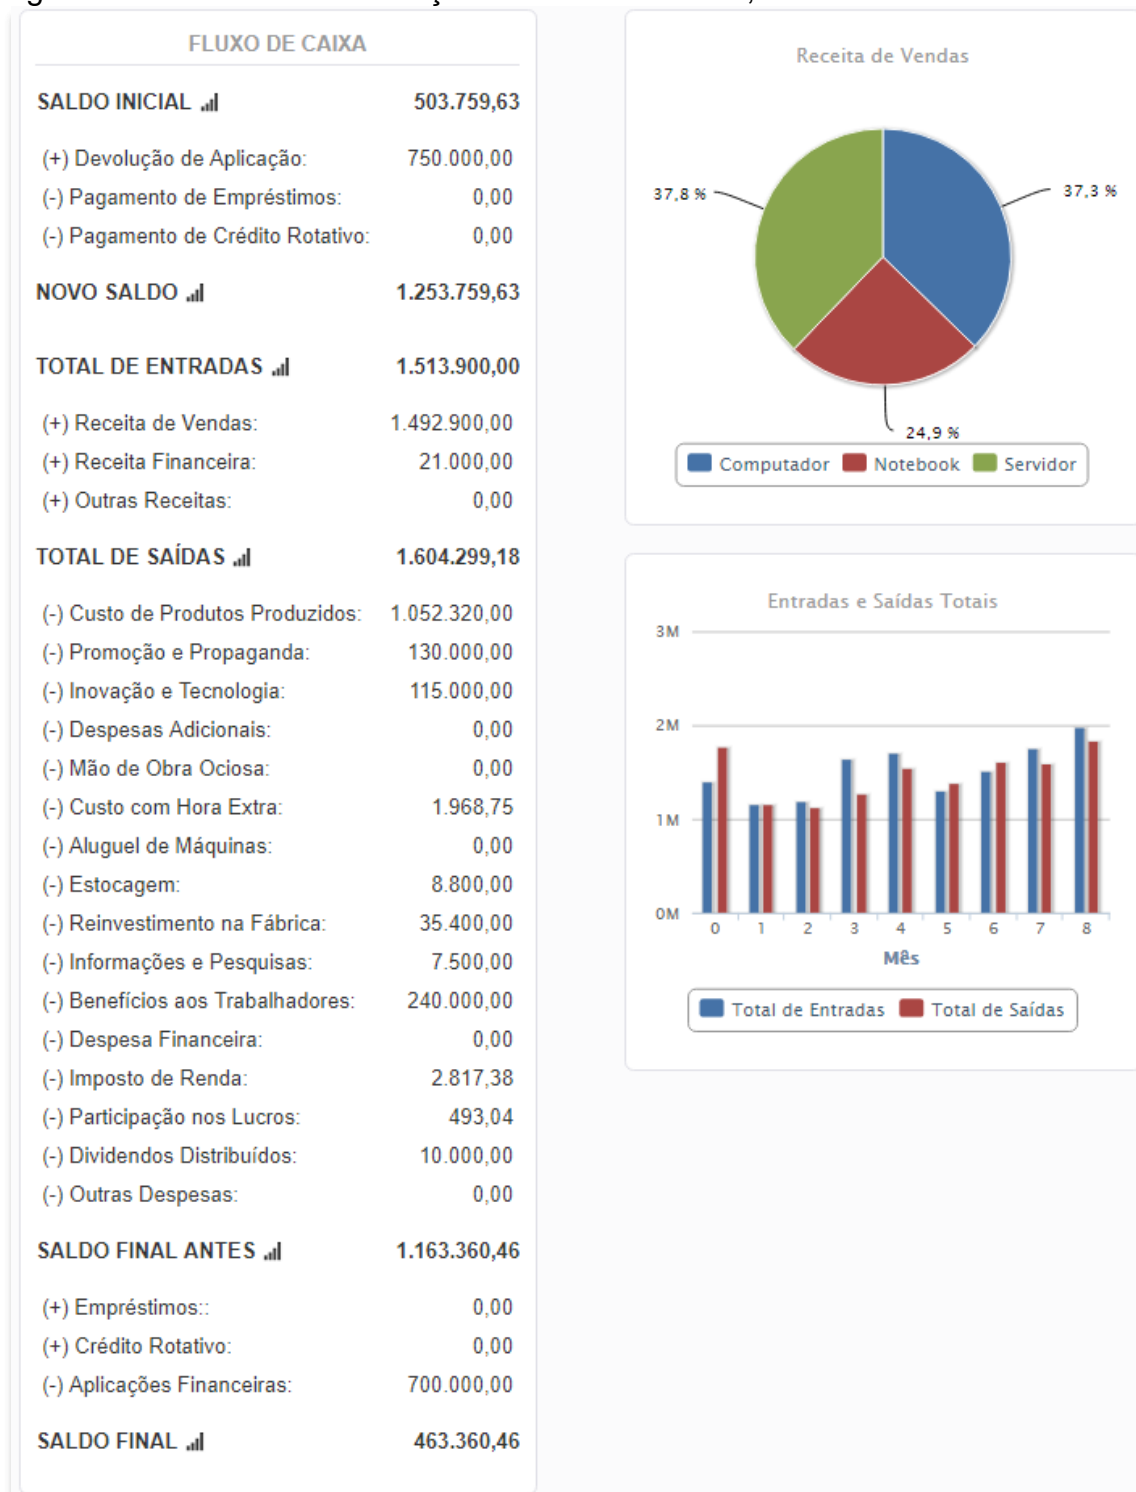 FLUXO DE CAIXA
SALDO INICIAL 503.759,63
(+) Devolução de Aplicação: 750.000,00
(-) Pagamento de Empréstimos: 0,00
(-) Pagamento de Crédito Rotativo: 0,00
NOVO SALDO 1.253.759,63
TOTAL DE ENTRADAS 1.513.900,00
(+) Receita de Vendas: 1.492.900,00
(+) Receita Financeira: 21.000,00
(+) Outras Receitas: 0,00
TOTAL DE SAÍDAS 1.604.299,18
(-) Custo de Produtos Produzidos: 1.052.320,00
(-) Promoção e Propaganda: 130.000,00
(-) Inovação e Tecnologia: 115.000,00
(-) Despesas Adicionais: 0,00
(-) Mão de Obra Ociosa: 0,00
(-) Custo com Hora Extra: 1.968,75
(-) Aluguel de Máquinas: 0,00
(-) Estocagem: 8.800,00
(-) Reinvestimento na Fábrica: 35.400,00
(-) Informações e Pesquisas: 7.500,00
(-) Benefícios aos Trabalhadores: 240.000,00
(-) Despesa Financeira: 0,00
(-) Imposto de Renda: 2.817,38
(-) Participação nos Lucros: 493,04
(-) Dividendos Distribuídos: 10.000,00
(-) Outras Despesas: 0,00
SALDO FINAL ANTES 1.163.360,46
(+) Empréstimos:: 0,00
(+) Crédito Rotativo: 0,00
(-) Aplicações Financeiras: 700.000,00
SALDO FINAL 463.360,46
Receita de Vendas
37,8 % 37,3 %
24,9 %
Computador Notebook Servidor
Entradas e Saídas Totais
3M
2M
1M
0M
0 1 2 3 4 5 6 7 8
Mês
Total de Entradas Total de Saídas